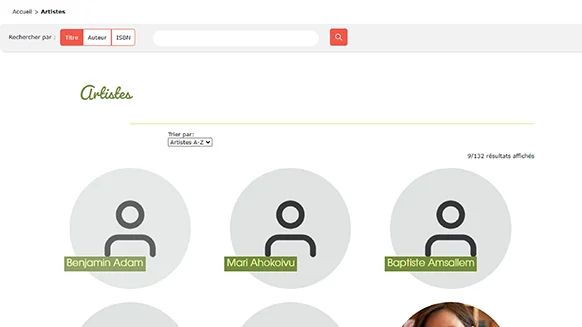 Accueil > Artistes
Rechercher par : Titre Auteur ISBN
Artistes
Trier par:
Artistes A-Z
9/132 résultats affichés
Benjamin Adam
Mari Ahokoivu
Baptiste Amsallem